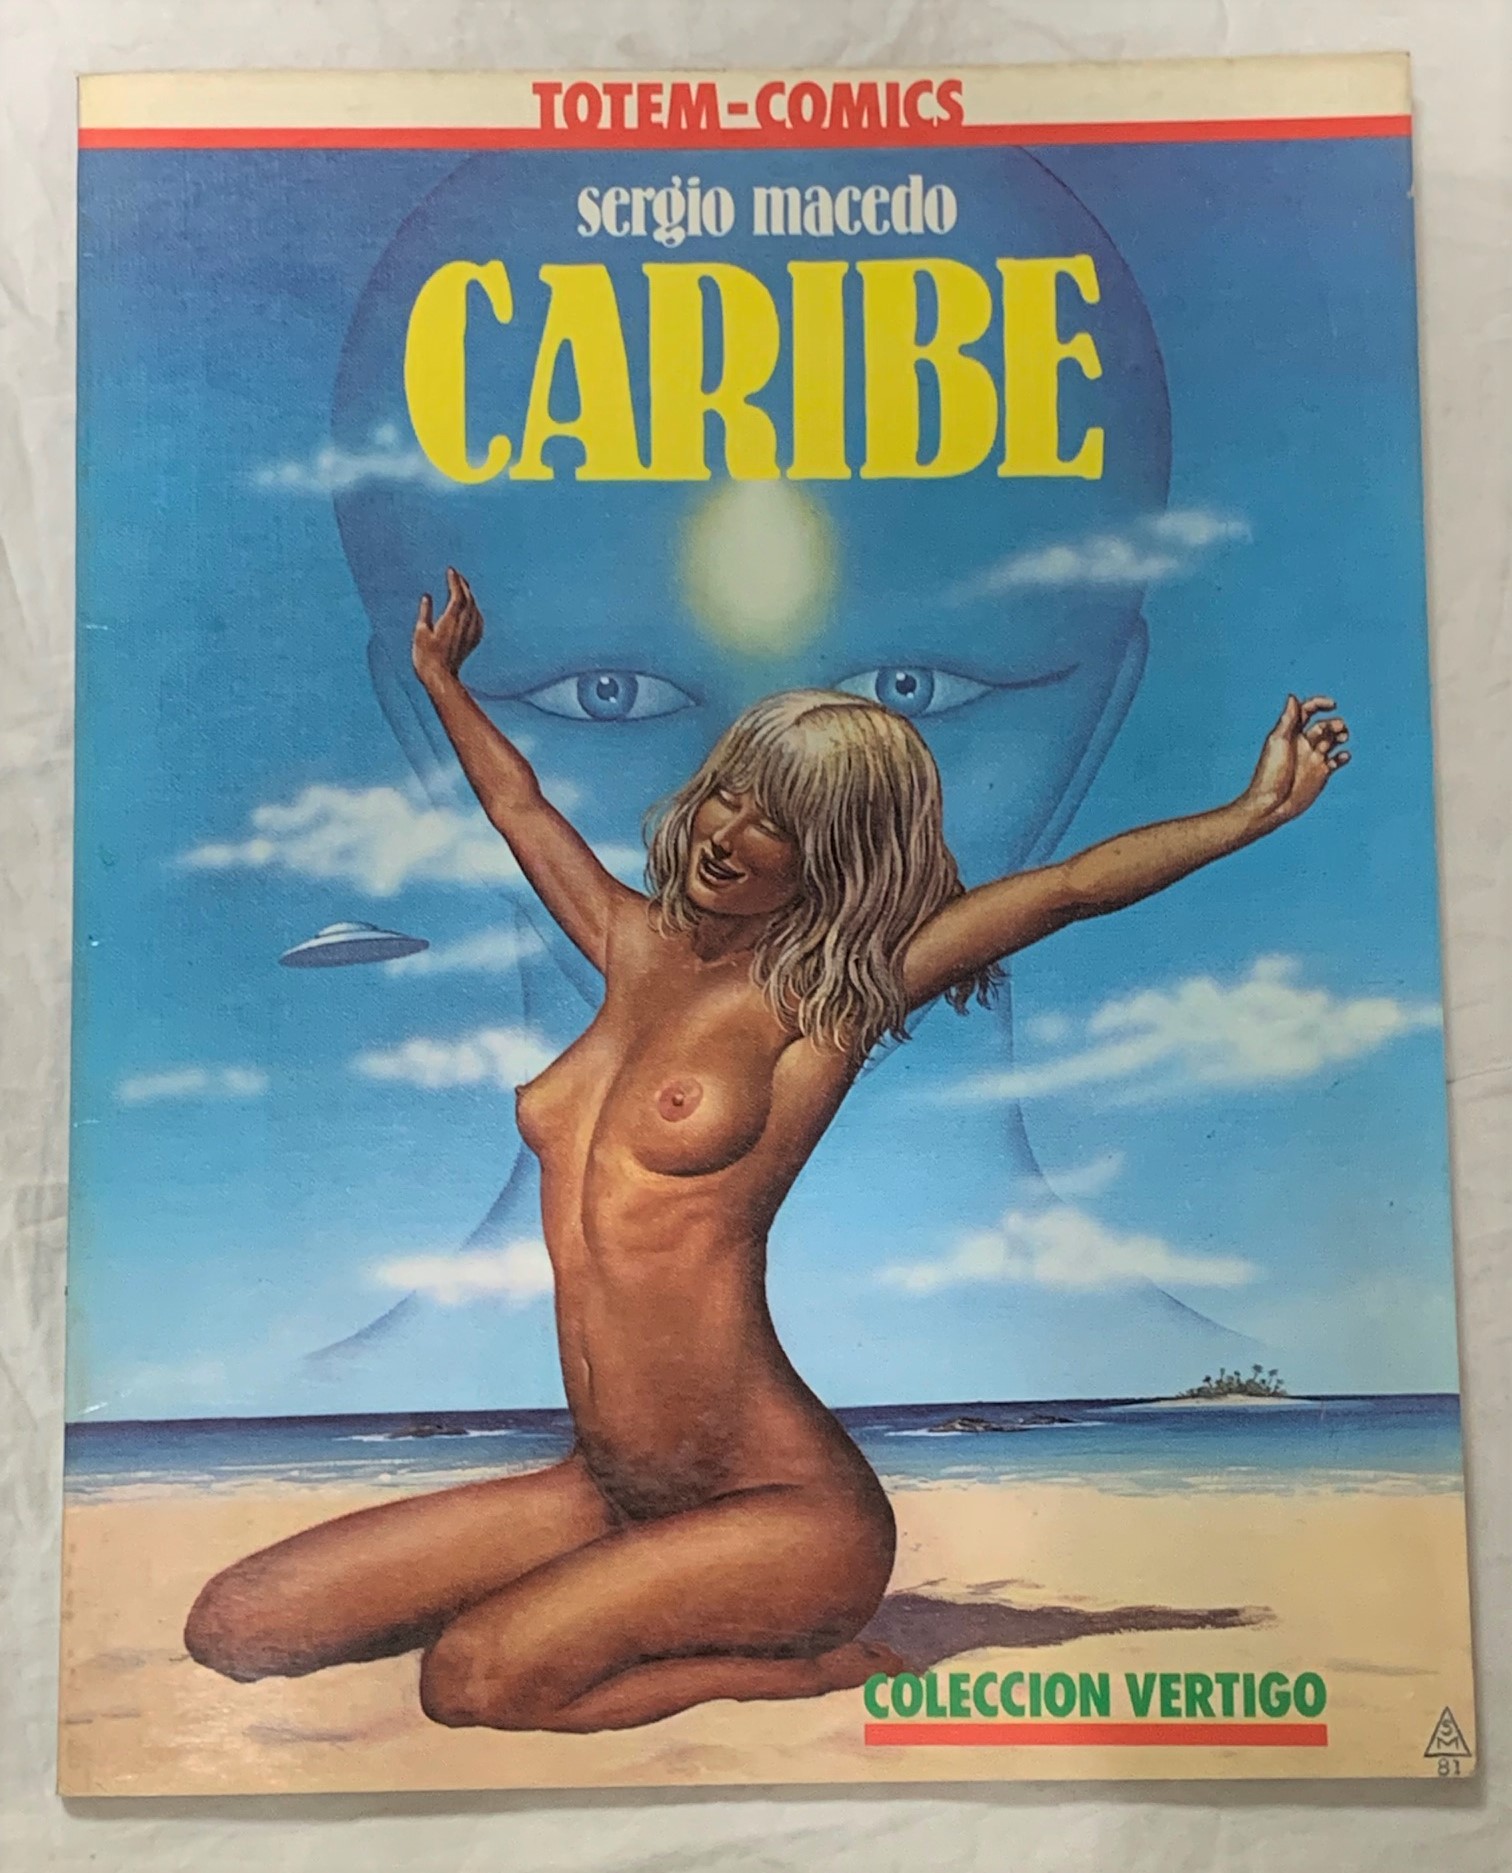 TOTEM-COMICS
sergio macedo
CARIBE
COLECCION VERTIGO
SM
81